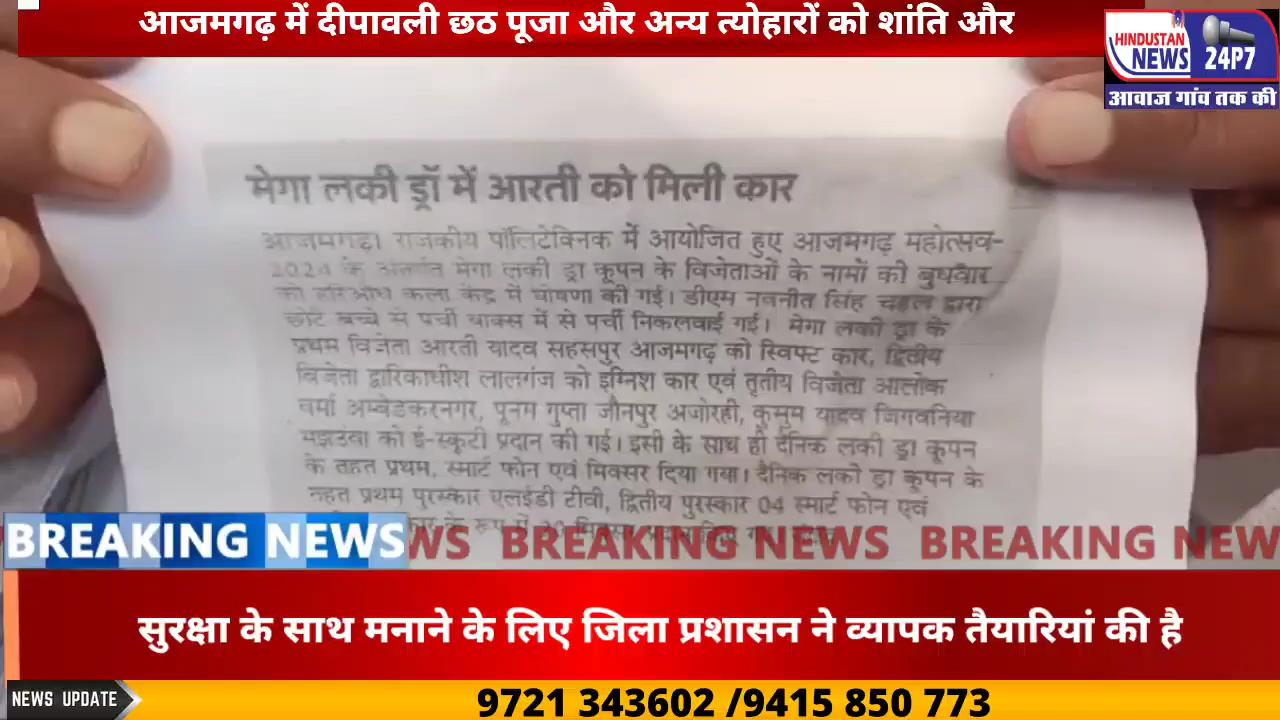 आजमगढ़ में दीपावली छठ पूजा और अन्य त्योहारों को शांति और
HINDUSTAN
NEWS
24P7
आवाज गांव तक की
मेगा लकी ड्रॉ में आरती को मिली कार
आजमगढ़। राजकीय पॉलिटेक्निक में आयोजित हुए आजमगढ़ महोत्सव-
2024 के अंतर्गत मेगा लकी ड्रा कूपन के विजेताओं के नामों की बुधवार
को हरिऔध कला केंद्र में घोषणा की गई। डीएम नवनीत सिंह चहल द्वारा
छोटे बच्चे से पर्ची बाक्स में से पर्ची निकलवाई गई। मेगा लकी ड्रा के
प्रथम विजेता आरती यादव सहसपुर आजमगढ़ को स्विफ्ट कार, द्वितीय
विजेता द्वारिकाधीश लालगंज को इग्निश कार एवं तृतीय विजेता आलोक
वर्मा अम्बेडकरनगर, पूनम गुप्ता जौनपुर अजोरही, कुमुम यादव जिगवनिया
मझउवा को ई-स्कूटी प्रदान की गई। इसी के साथ ही दैनिक लकी ड्रा कूपन
के तहत प्रथम, स्मार्ट फोन एवं मिक्सर दिया गया। दैनिक लकी ड्रा कूपन के
तहत प्रथम पुरस्कार एलईडी टीवी, द्वितीय पुरस्कार 04 स्मार्ट फोन एवं
के रूप में
BREAKING NEWS WS BREAKING NEWS BREAKING NEW
सुरक्षा के साथ मनाने के लिए जिला प्रशासन ने व्यापक तैयारियां की है
NEWS UPDATE
9721 343602 /9415 850 773